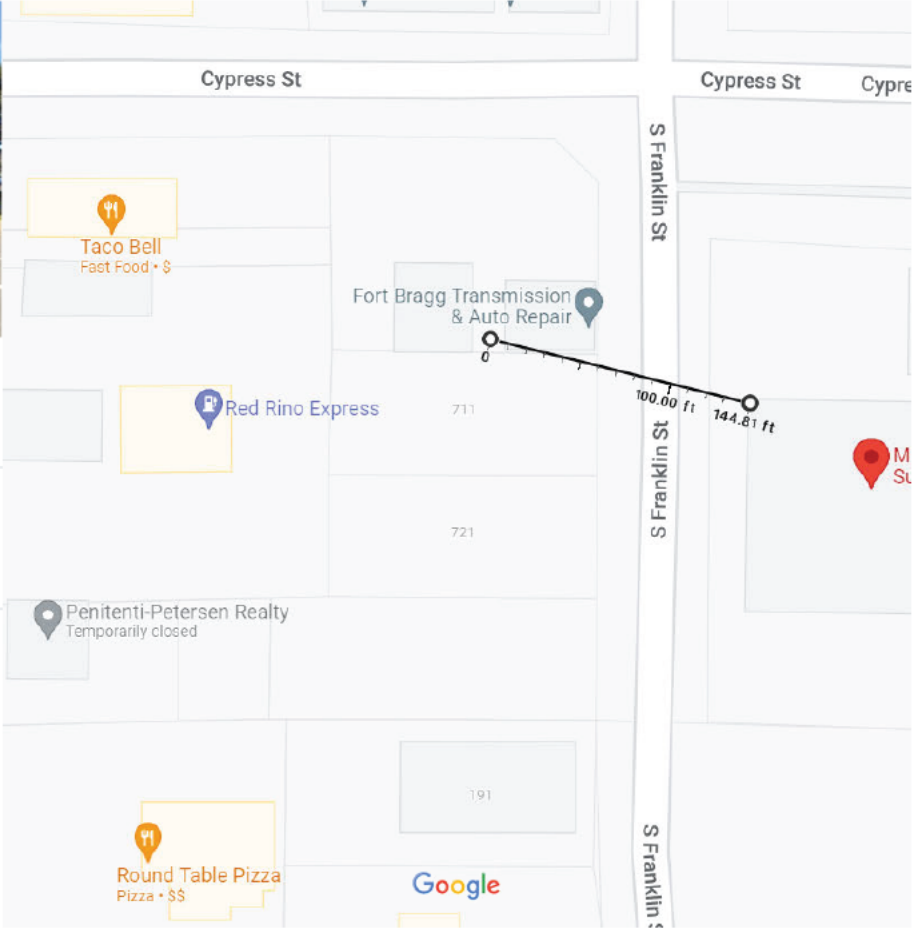 Cypress St
Cypress St
Cypre
S Franklin St
Taco Bell
Fast Food • $
Fort Bragg Transmission
& Auto Repair
0
100.00 ft
144.81 ft
Red Rino Express
711
S Franklin St
M
Su
721
Penitenti-Petersen Realty
Temporarily closed
191
S Franklin S
Round Table Pizza
Pizza • $$
Google